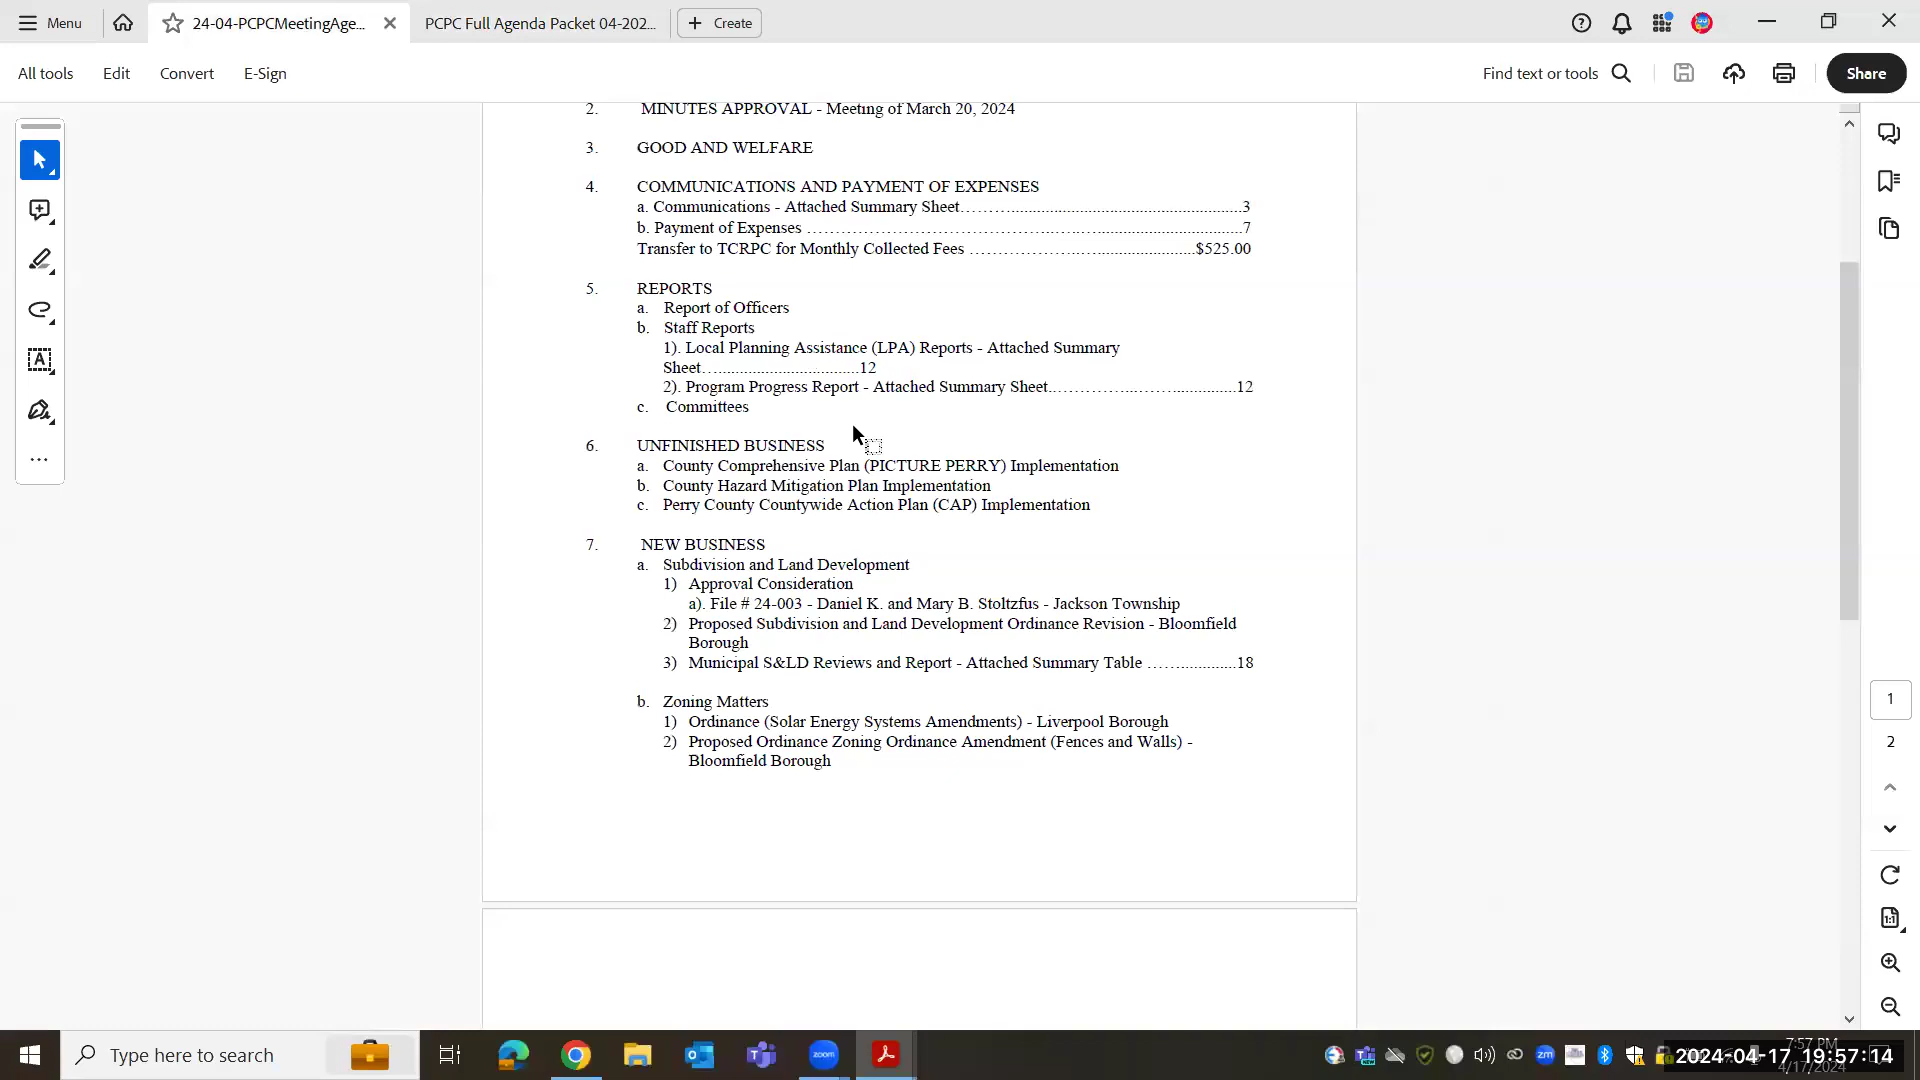 Menu
24-04-PCPCMeetingAge...
PCPC Full Agenda Packet 04-202...
Create
All tools
Edit
Convert
E-Sign
Find text or tools
Share
2. MINUTES APPROVAL - Meeting of March 20, 2024
3. GOOD AND WELFARE
4. COMMUNICATIONS AND PAYMENT OF EXPENSES
a. Communications - Attached Summary Sheet..........................................................3
b. Payment of Expenses ..........................................................7
Transfer to TCRPC for Monthly Collected Fees ..........................................$525.00
5. REPORTS
a. Report of Officers
b. Staff Reports
1). Local Planning Assistance (LPA) Reports - Attached Summary
Sheet....................................12
2). Program Progress Report - Attached Summary Sheet....................................12
c. Committees
6. UNFINISHED BUSINESS
a. County Comprehensive Plan (PICTURE PERRY) Implementation
b. County Hazard Mitigation Plan Implementation
c. Perry County Countywide Action Plan (CAP) Implementation
7. NEW BUSINESS
a. Subdivision and Land Development
1) Approval Consideration
a). File # 24-003 - Daniel K. and Mary B. Stoltzfus - Jackson Township
2) Proposed Subdivision and Land Development Ordinance Revision - Bloomfield
Borough
3) Municipal S&LD Reviews and Report - Attached Summary Table ....................18
b. Zoning Matters
1) Ordinance (Solar Energy Systems Amendments) - Liverpool Borough
2) Proposed Ordinance Zoning Ordinance Amendment (Fences and Walls) -
Bloomfield Borough
1
2
Type here to search
zoom
zm
7:57 PM
4/17/2024
2024-04-17 19:57:14